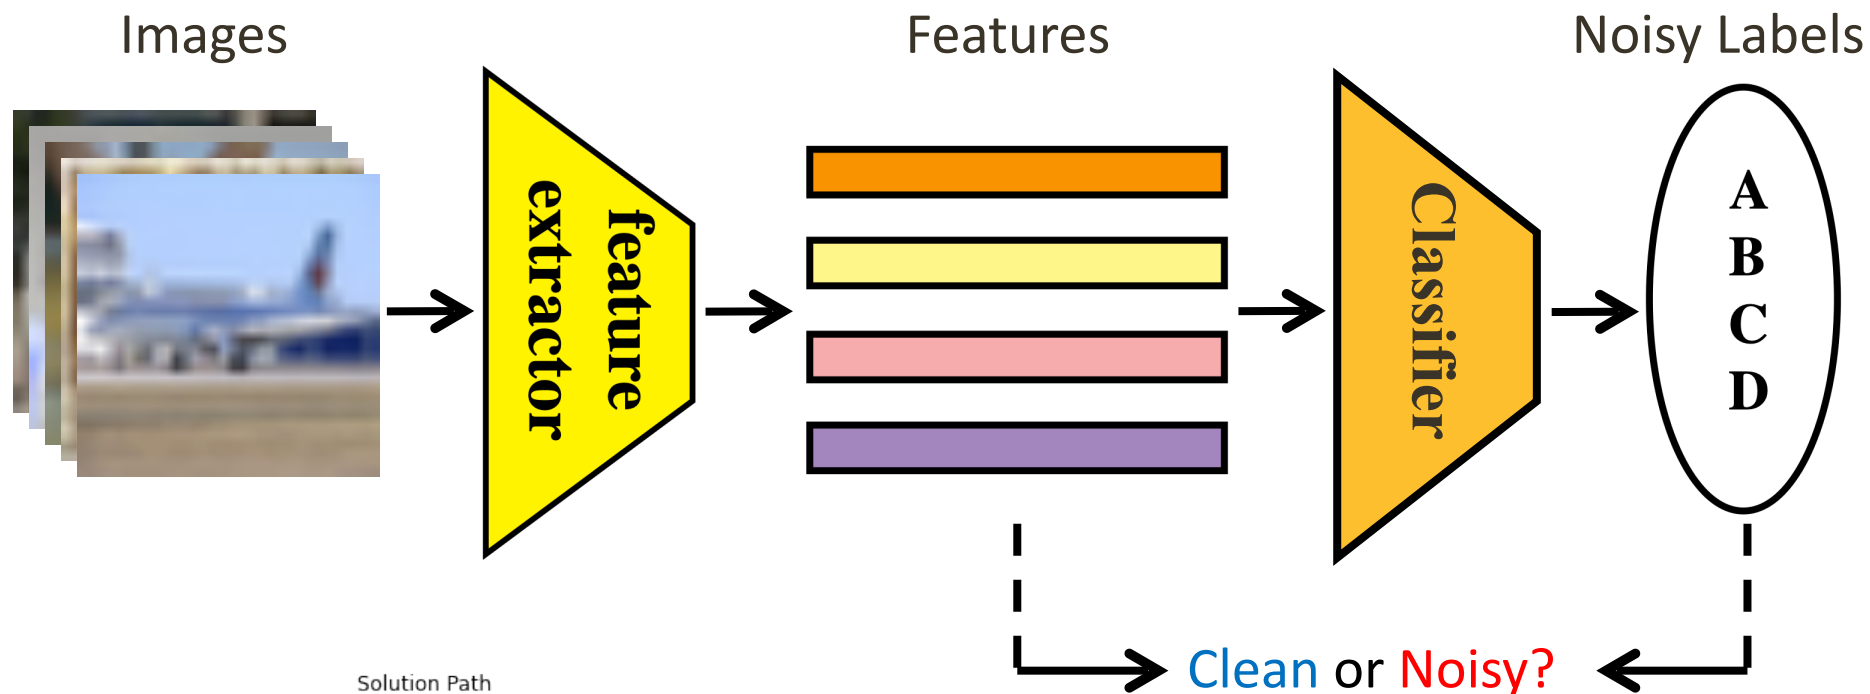 Images
Features
Noisy Labels
feature
extractor
Classifier
A
B
C
D
Clean or Noisy?
Solution Path